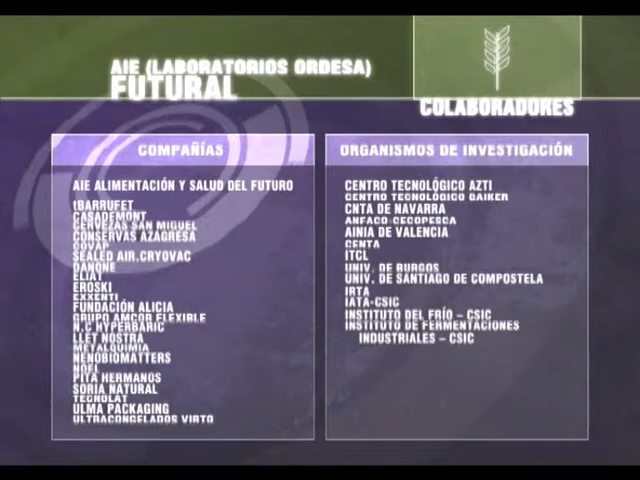 AIE (LABORATORIOS ORDESA)
FUTURAL
COLABORADORES
COMPAÑÍAS
AIE ALIMENTACIÓN Y SALUD DEL FUTURO
IBARRUFET
CASADEMONT
CERVEZAS SAN MIGUEL
CONSERVAS AZAGRESA
COVAP
SEALED AIR.CRYOVAC
DANONE
ELIAT
EROSKI
EXXENTI
FUNDACIÓN ALICIA
GRUPO AMCOR FLEXIBLE
N.C HYPERBARIC
LLET NOSTRA
METALQUIMIA
NENOBIOMATTERS
NOEL
PITA HERMANOS
SORIA NATURAL
TECNOLAT
ULMA PACKAGING
ULTRACONGELADOS VIRTO
ORGANISMOS DE INVESTIGACIÓN
CENTRO TECNOLÓGICO AZTI
CENTRO TECNOLÓGICO GAIKER
CNTA DE NAVARRA
ANFACO-CECOPESCA
AINIA DE VALENCIA
CENTA
ITCL
UNIV. DE BURGOS
UNIV. DE SANTIAGO DE COMPOSTELA
IRTA
IATA-CSIC
INSTITUTO DEL FRÍO – CSIC
INSTITUTO DE FERMENTACIONES
INDUSTRIALES – CSIC